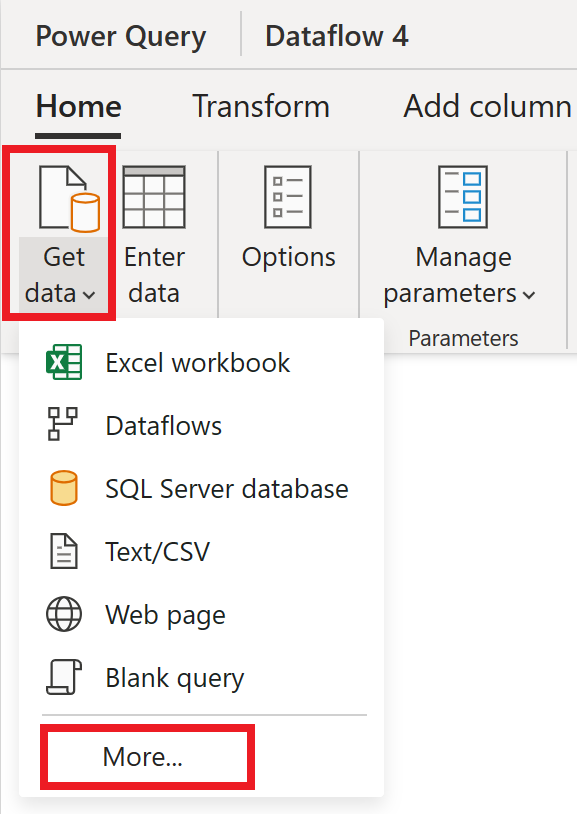 Power Query Dataflow 4
Home Transform Add column
Get data
Enter data
Options
Manage parameters
Parameters
Excel workbook
Dataflows
SQL Server database
Text/CSV
Web page
Blank query
More...